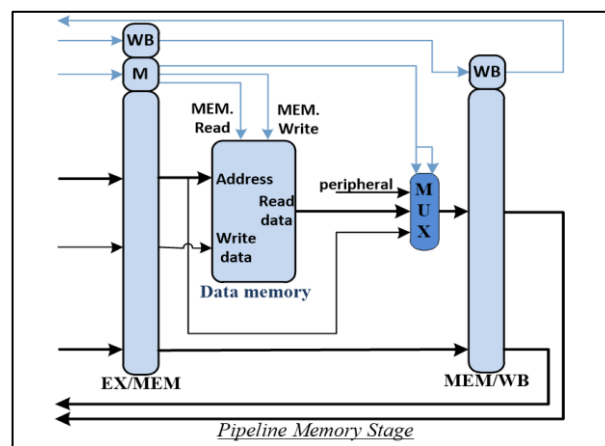 WB
M
WB
MEM.
Read
MEM.
Write
Address
Read
data
Write
data
Data memory
peripheral
M
U
X
EX/MEM
MEM/WB
Pipeline Memory Stage